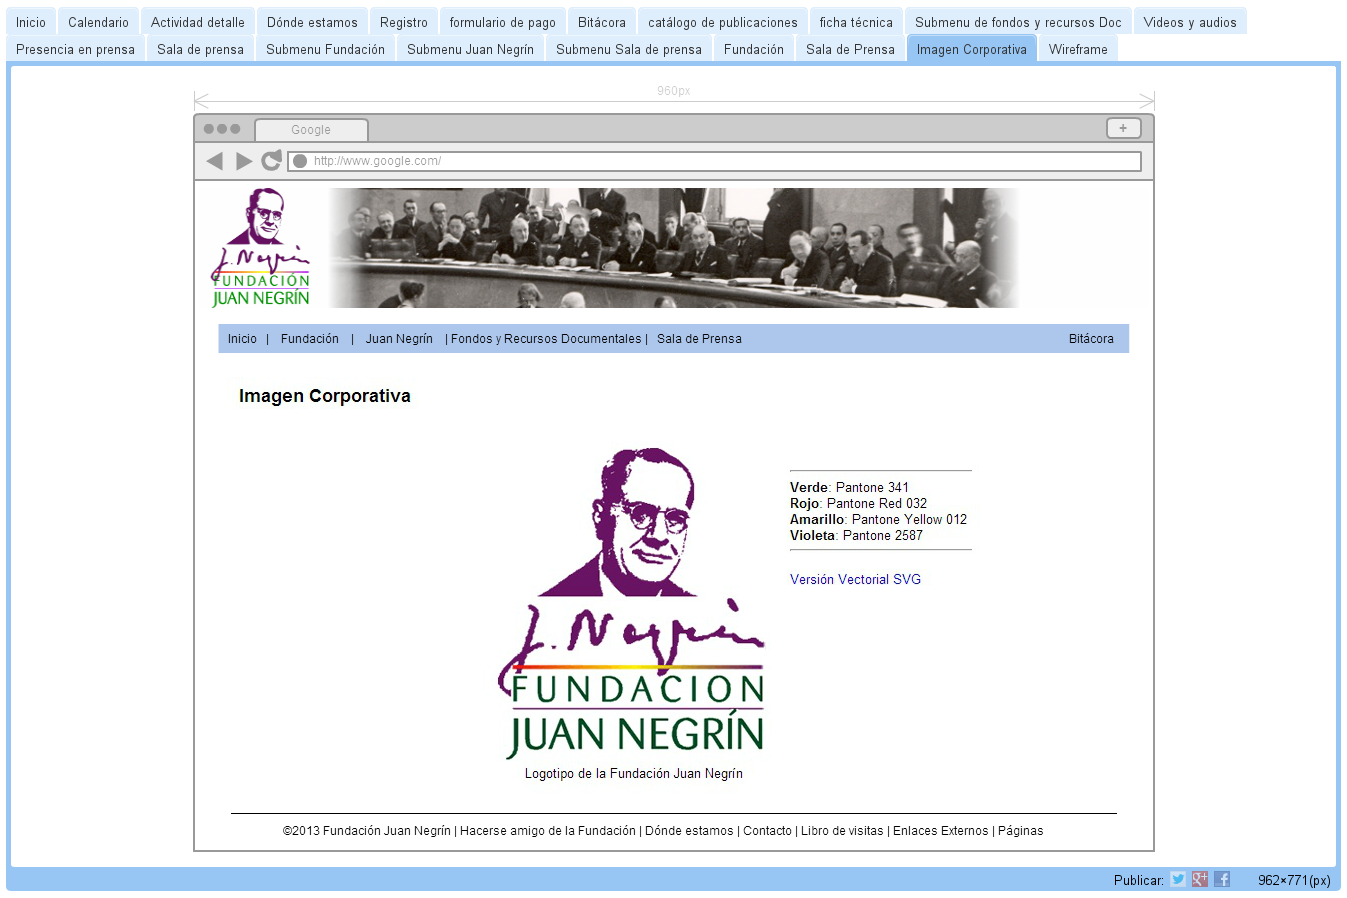 Inicio Calendario Actividad detalle Dónde estamos Registro formulario de pago Bitácora catálogo de publicaciones ficha técnica Submenu de fondos y recursos Doc Videos y audios
Presencia en prensa Sala de prensa Submenu Fundación Submenu Juan Negrín Submenu Sala de prensa Fundación Sala de Prensa Imagen Corporativa Wireframe
960px
Google +
http://www.google.com/
J. Negrín
FUNDACIÓN
JUAN NEGRÍN
Inicio | Fundación | Juan Negrín | Fondos y Recursos Documentales | Sala de Prensa Bitácora
Imagen Corporativa
Verde: Pantone 341
Rojo: Pantone Red 032
Amarillo: Pantone Yellow 012
Violeta: Pantone 2587
Versión Vectorial SVG
J. Negrín
FUNDACION
JUAN NEGRÍN
Logotipo de la Fundación Juan Negrín
©2013 Fundación Juan Negrín | Hacerse amigo de la Fundación | Dónde estamos | Contacto | Libro de visitas | Enlaces Externos | Páginas
Publicar: 962×771(px)